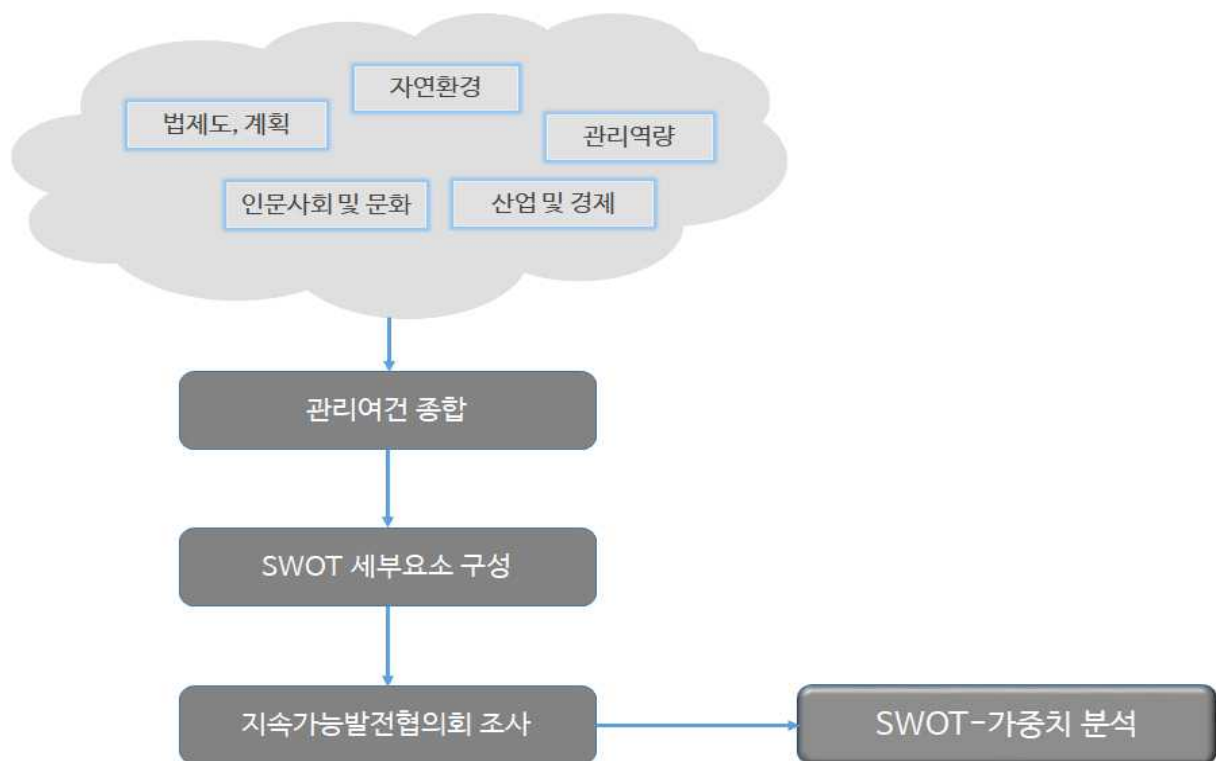 자연환경
법제도, 계획
관리역량
인문사회 및 문화
산업 및 경제
관리여건 종합
SWOT 세부요소 구성
지속가능발전협의회 조사
SWOT-가중치 분석